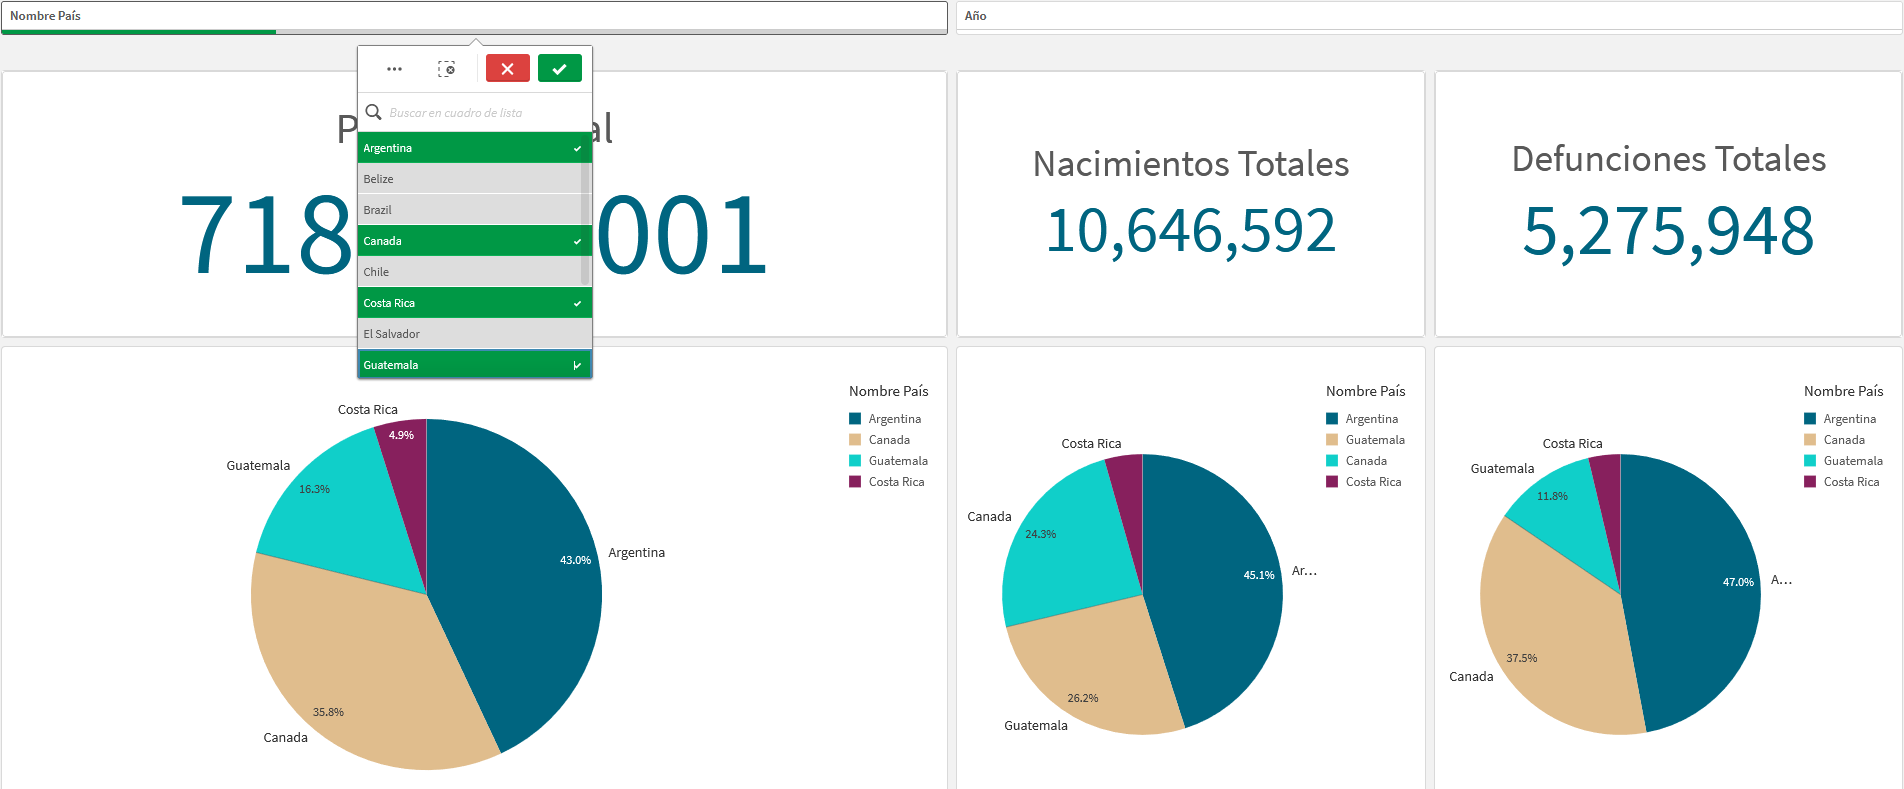 Nombre País
Año
Buscar en cuadro de lista
Argentina
Belize
Brazil
Canada
Chile
Costa Rica
El Salvador
Guatemala
718
001
Nacimientos Totales
10,646,592
Defunciones Totales
5,275,948
Nombre País
Argentina
Canada
Guatemala
Costa Rica
Costa Rica
4.9%
Guatemala
16.3%
Argentina
43.0%
35.8%
Canada
Nombre País
Argentina
Guatemala
Canada
Costa Rica
Costa Rica
Canada
24.3%
45.1%
Ar...
26.2%
Guatemala
Nombre País
Argentina
Canada
Guatemala
Costa Rica
Costa Rica
Guatemala
11.8%
47.0%
A...
37.5%
Canada